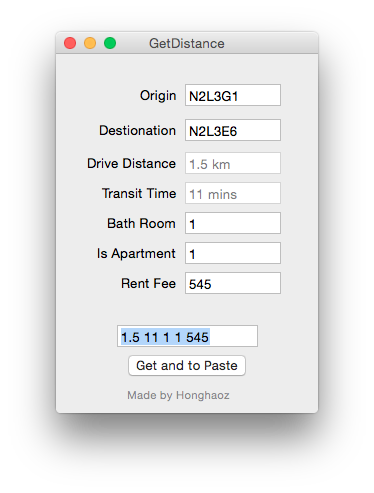 GetDistance
Origin N2L3G1
Destionation N2L3E6
Drive Distance 1.5 km
Transit Time 11 mins
Bath Room 1
Is Apartment 1
Rent Fee 545
1.5 11 1 1 545
Get and to Paste
Made by Honghaoz